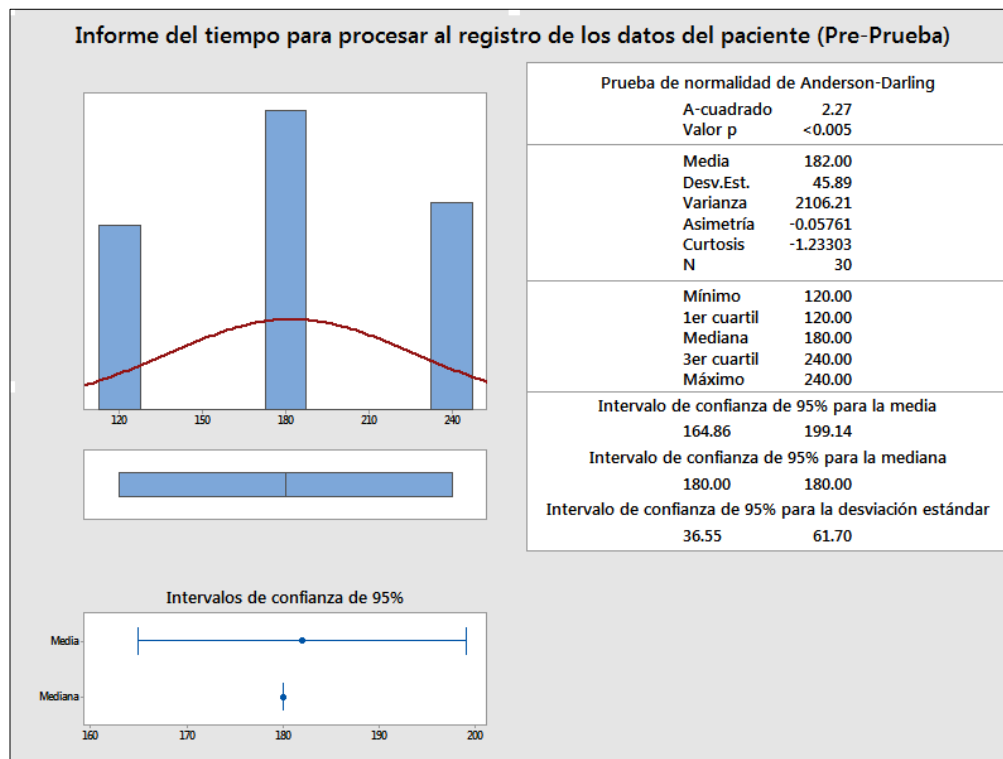 Informe del tiempo para procesar al registro de los datos del paciente (Pre-Prueba)
120 150 180 210 240
Intervalos de confianza de 95%
Media
Mediana
160 170 180 190 200
Prueba de normalidad de Anderson-Darling
A-cuadrado 2.27
Valor p <0.005
Media 182.00
Desv.Est. 45.89
Varianza 2106.21
Asimetría -0.05761
Curtosis -1.23303
N 30
Mínimo 120.00
1er cuartil 120.00
Mediana 180.00
3er cuartil 240.00
Máximo 240.00
Intervalo de confianza de 95% para la media
164.86 199.14
Intervalo de confianza de 95% para la mediana
180.00 180.00
Intervalo de confianza de 95% para la desviación estándar
36.55 61.70